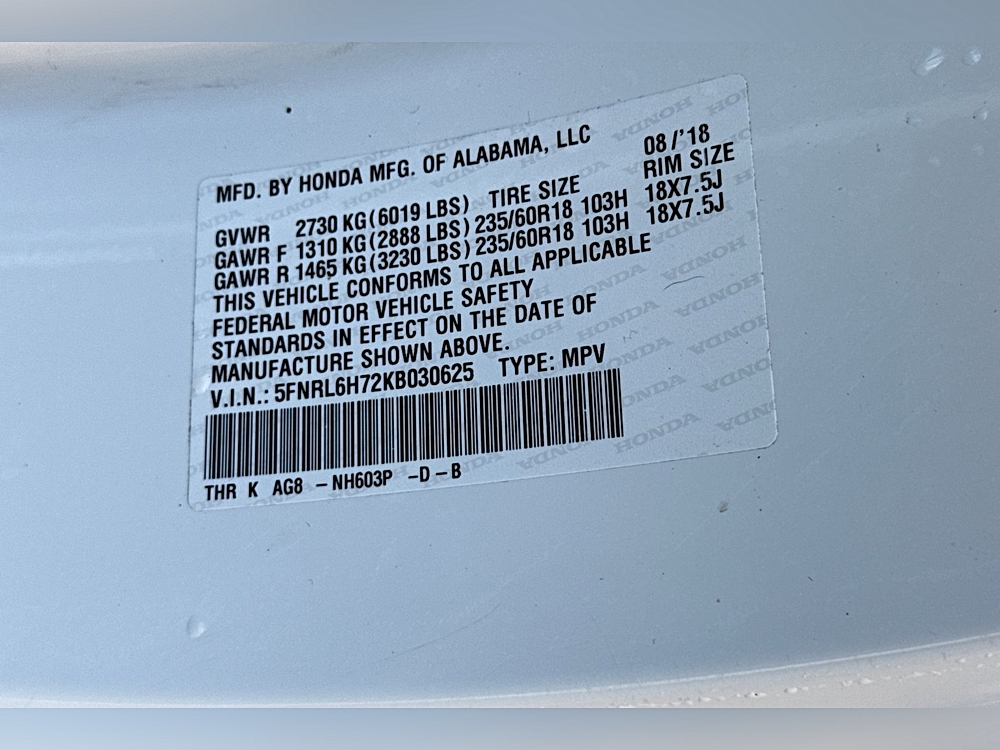 MFD. BY HONDA MFG. OF ALABAMA, LLC 08/'18
GVWR 2730 KG (6019 LBS) TIRE SIZE RIM SIZE
GAWR F 1310 KG (2888 LBS) 235/60R18 103H 18X7.5J
GAWR R 1465 KG (3230 LBS) 235/60R18 103H 18X7.5J
THIS VEHICLE CONFORMS TO ALL APPLICABLE
FEDERAL MOTOR VEHICLE SAFETY
STANDARDS IN EFFECT ON THE DATE OF
MANUFACTURE SHOWN ABOVE.
V.I.N.: 5FNRL6H72KB030625 TYPE: MPV
THR K AG8 -NH603P -D-B